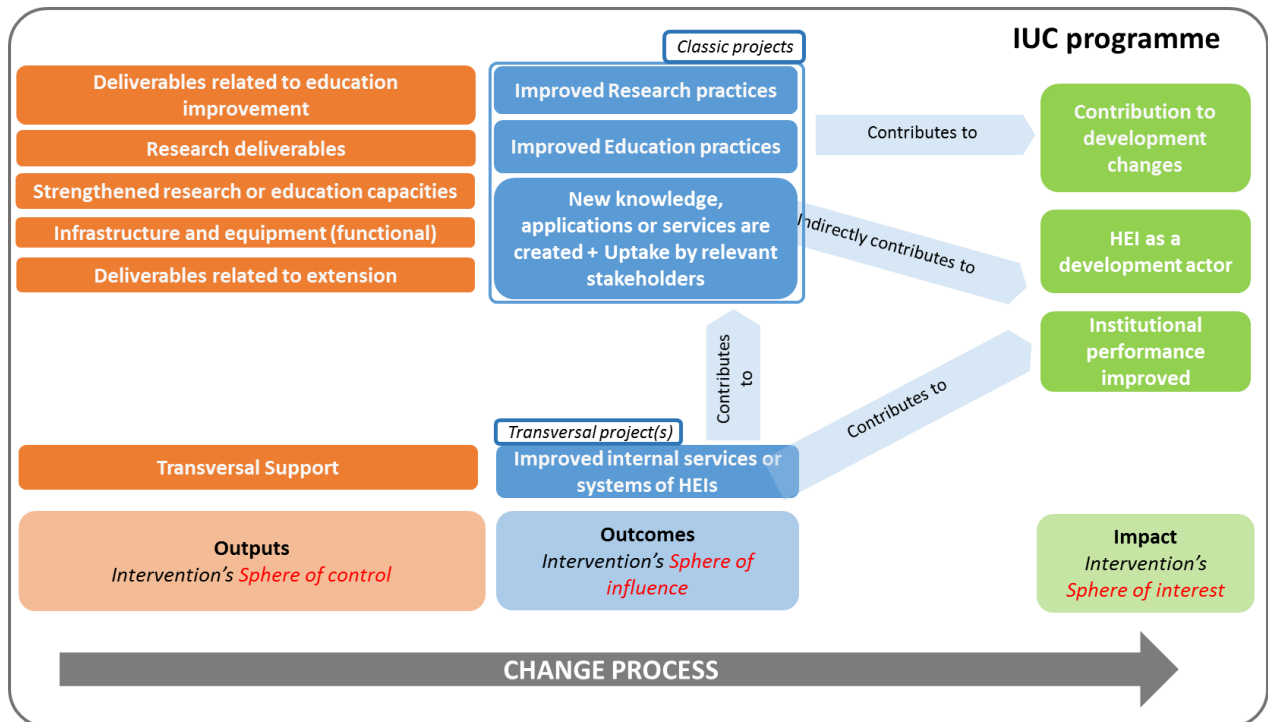 IUC programme
Classic projects
Deliverables related to education
improvement
Research deliverables
Strengthened research or education capacities
Infrastructure and equipment (functional)
Deliverables related to extension
Improved Research practices
Improved Education practices
New knowledge,
applications or services are
created + Uptake by relevant
stakeholders
Contributes to
Indirectly contributes to
Contribution to
development
changes
HEI as a
development actor
Institutional
performance
improved
Contributes
to
Contributes to
Transversal project(s)
Transversal Support
Improved internal services or
systems of HEIs
Outputs
Intervention's Sphere of control
Outcomes
Intervention's Sphere of
influence
Impact
Intervention's
Sphere of interest
CHANGE PROCESS